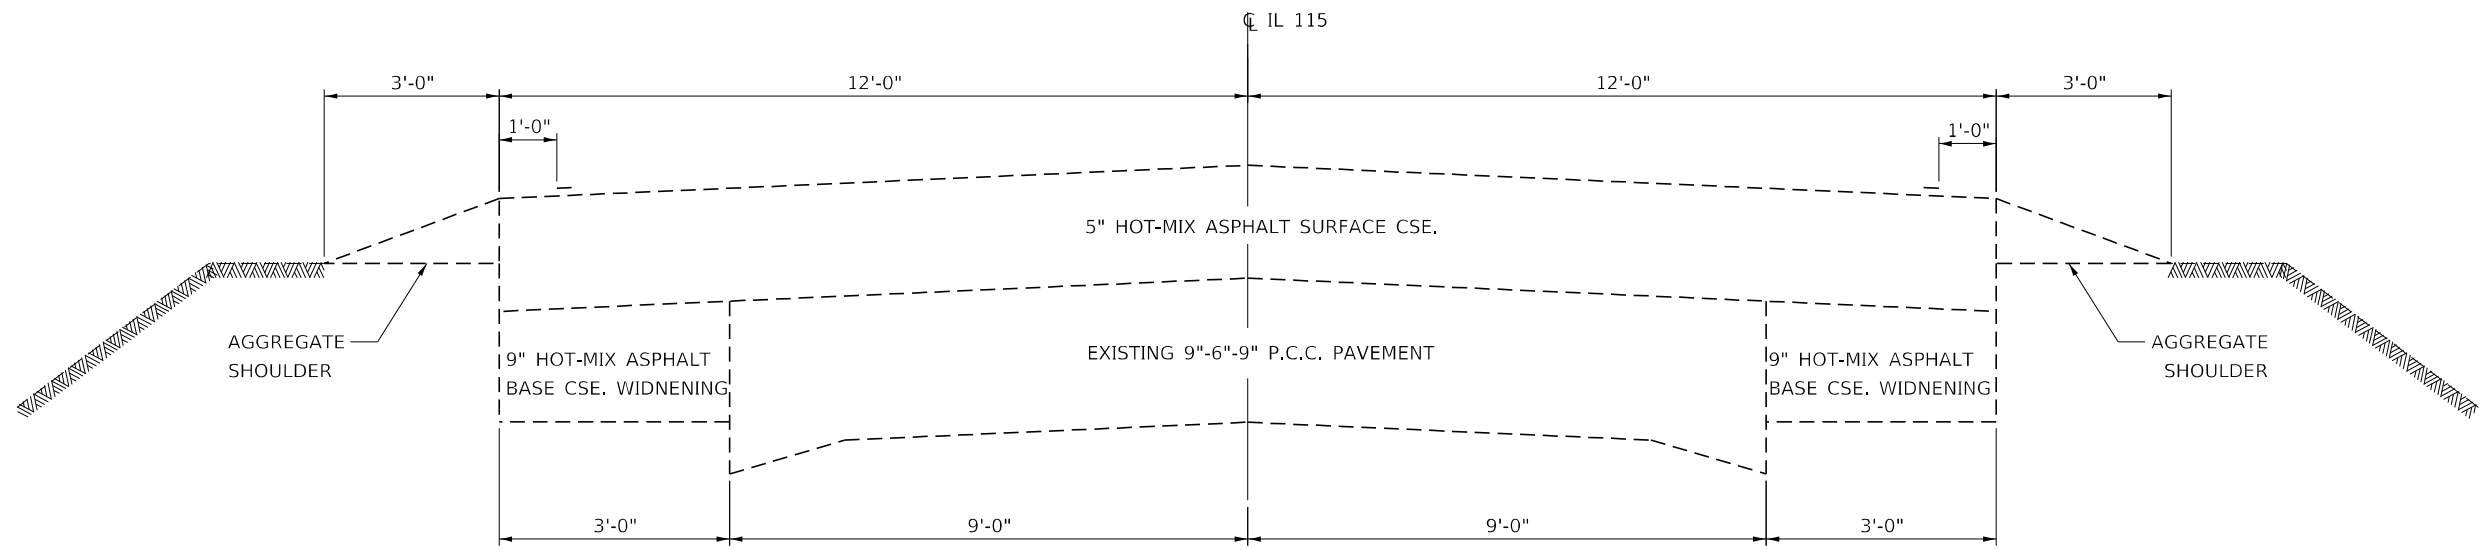 ℄ IL 115
3'-0"
12'-0"
12'-0"
3'-0"
1'-0"
1'-0"
5" HOT-MIX ASPHALT SURFACE CSE.
AGGREGATE
SHOULDER
9" HOT-MIX ASPHALT
BASE CSE. WIDNENING
EXISTING 9"-6"-9" P.C.C. PAVEMENT
9" HOT-MIX ASPHALT
BASE CSE. WIDNENING
AGGREGATE
SHOULDER
3'-0"
9'-0"
9'-0"
3'-0"